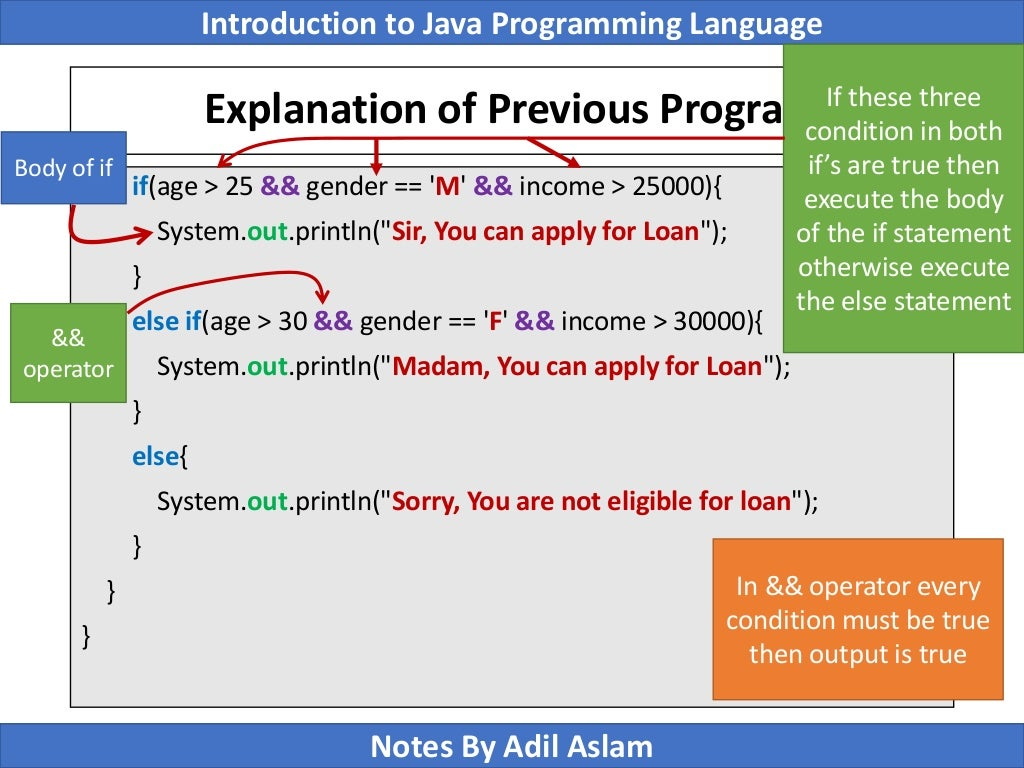 Introduction to Java Programming Language
Explanation of Previous Progra
If these three
condition in both
if's are true then
execute the body
of the if statement
otherwise execute
the else statement
Body of if
if(age > 25 && gender == 'M' && income > 25000){
System.out.println("Sir, You can apply for Loan");
}
&&
operator
else if(age > 30 && gender == 'F' && income > 30000){
System.out.println("Madam, You can apply for Loan");
}
else{
System.out.println("Sorry, You are not eligible for loan");
}
}
}
In && operator every
condition must be true
then output is true
Notes By Adil Aslam